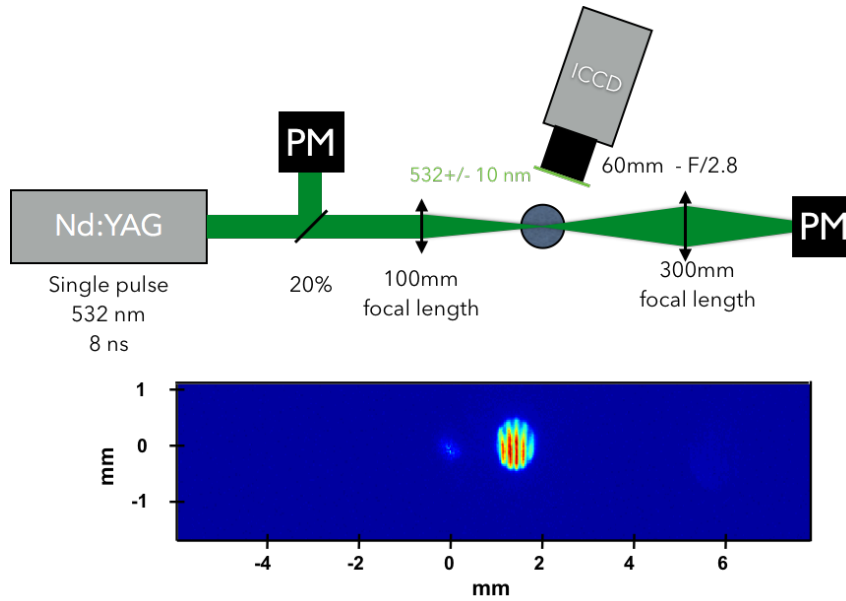 ICCD
PM
532+/- 10 nm
60mm - F/2.8
Nd:YAG
PM
Single pulse
532 nm
8 ns
20%
100mm
focal length
300mm
focal length
1
0
-1
mm
-4
-2
0
2
4
6
mm